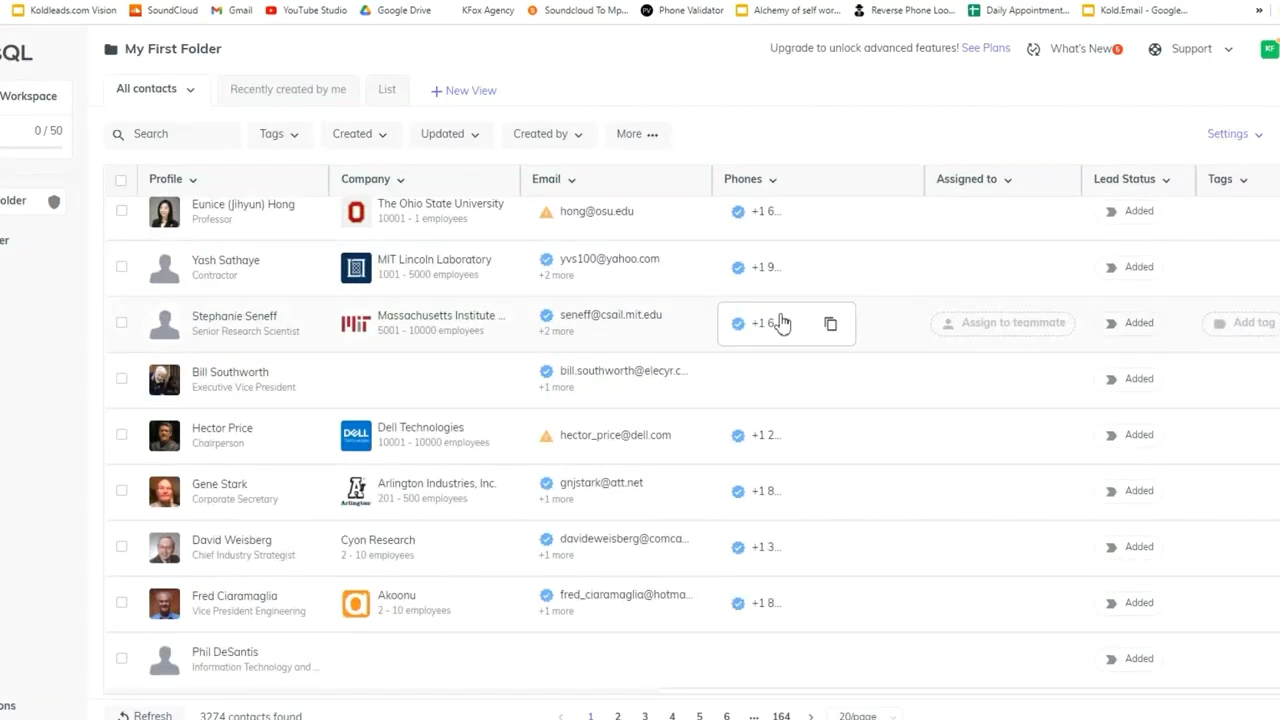 Koldleads.com Vision SoundCloud Gmail YouTube Studio Google Drive KFox Agency Soundcloud To Mp... Phone Validator Alchemy of self wor... Reverse Phone Loo... Daily Appointment... Kold.Email - Google... »
SQL My First Folder Upgrade to unlock advanced features! See Plans What's New 5 Support KF
Workspace All contacts Recently created by me List + New View
0 / 50 Search Tags Created Updated Created by More ••• Settings
Profile Company Email Phones Assigned to Lead Status Tags
older Eunice (Jihyun) Hong The Ohio State University hong@osu.edu +1 6... Added
Professor 10001 - 1 employees
Yash Sathaye MIT Lincoln Laboratory yvs100@yahoo.com +1 9... Added
Contractor 1001 - 5000 employees +2 more
Stephanie Seneff Massachusetts Institute ... seneff@csail.mit.edu +1 6 Assign to teammate Added Add tag
Senior Research Scientist 5001 - 10000 employees +2 more
Bill Southworth bill.southworth@elecyr.c... Added
Executive Vice President +1 more
Hector Price DELL Technologies Dell Technologies hector_price@dell.com +1 2... Added
Chairperson 10001 - 10000 employees
Gene Stark Arlington Arlington Industries, Inc. gnjstark@att.net +1 8... Added
Corporate Secretary 201 - 500 employees +1 more
David Weisberg Cyon Research davideweisberg@comca... +1 3... Added
Chief Industry Strategist 2 - 10 employees +1 more
Fred Ciaramaglia Akoonu fred_ciaramaglia@hotma... +1 8... Added
Vice President Engineering 2 - 10 employees +1 more
Phil DeSantis Added
Information Technology and ...
ons Refresh 3274 contacts found ‹ 1 2 3 4 5 6 ••• 164 › 20/page